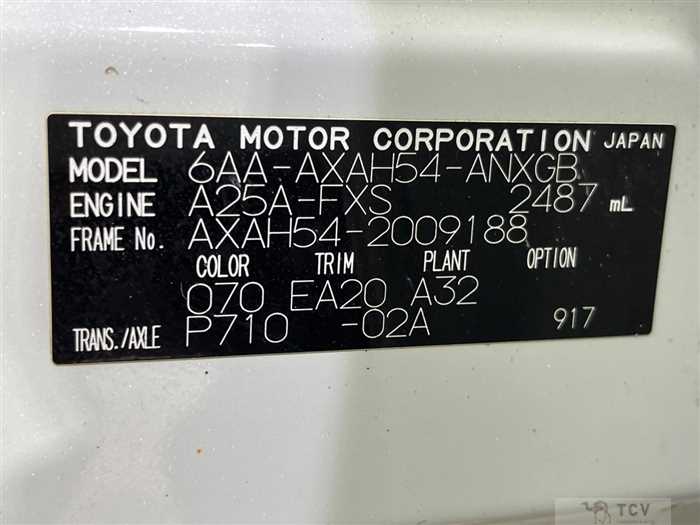 TOYOTA MOTOR CORPORATION JAPAN
MODEL 6AA-AXAH54-ANXGB
ENGINE A25A-FXS 2487 mL
FRAME No. AXAH54-2009188
COLOR TRIM PLANT OPTION
070 EA20 A32
TRANS./AXLE P710 -02A 917
TCV